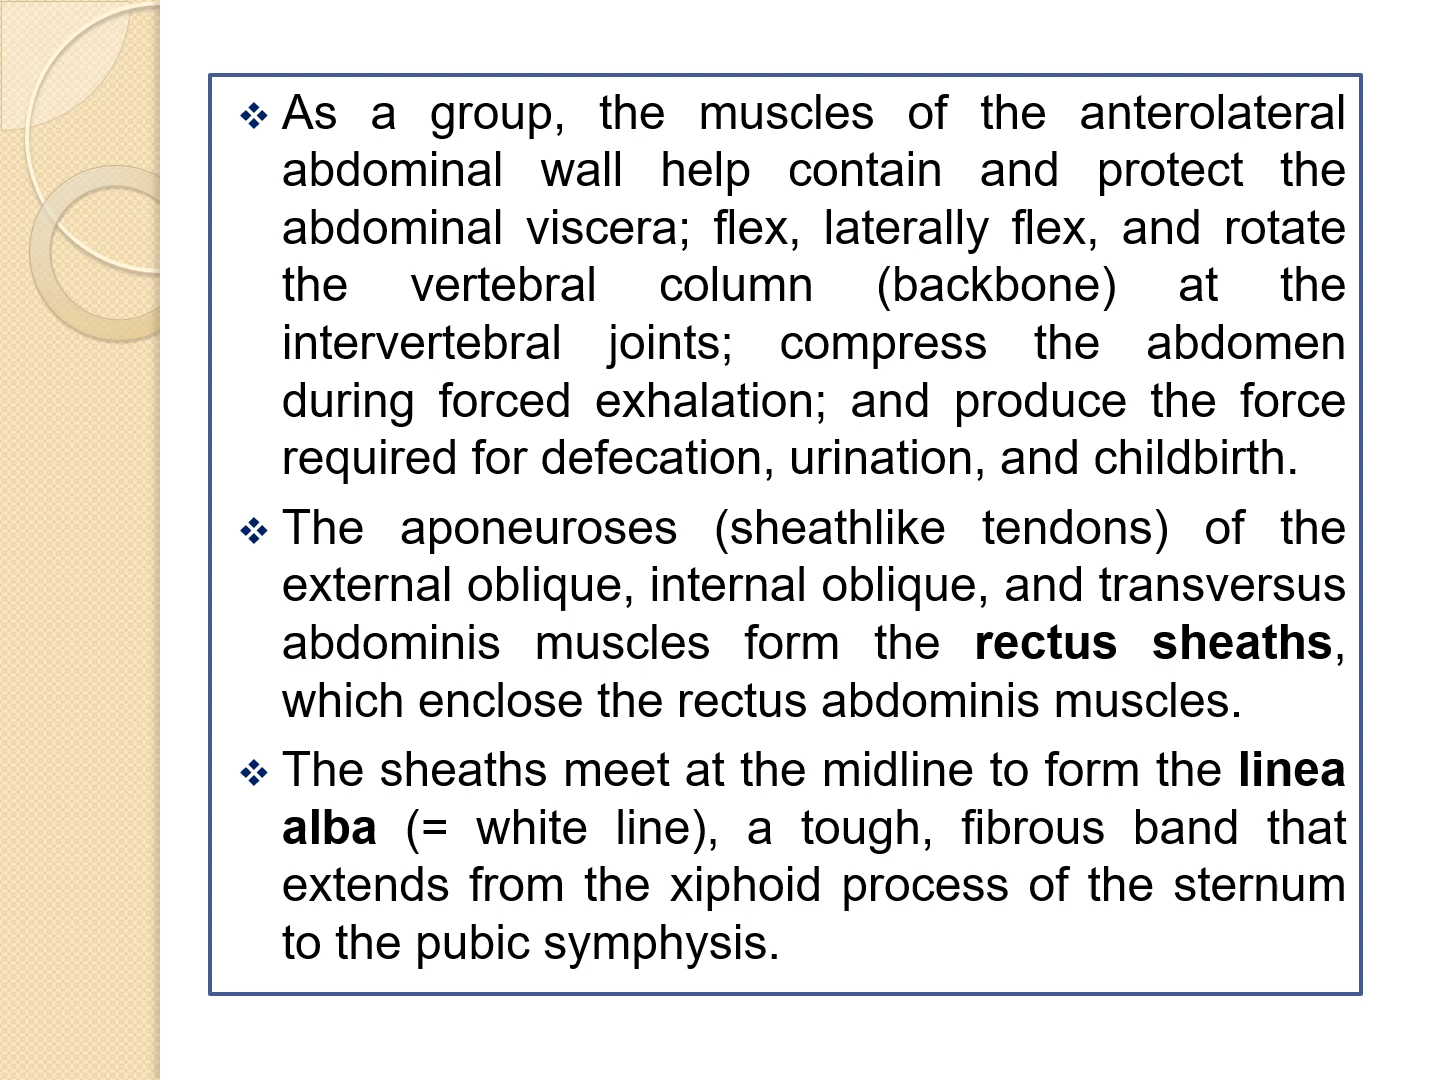 ❖ As a group, the muscles of the anterolateral
abdominal wall help contain and protect the
abdominal viscera; flex, laterally flex, and rotate
the vertebral column (backbone) at the
intervertebral joints; compress the abdomen
during forced exhalation; and produce the force
required for defecation, urination, and childbirth.
❖ The aponeuroses (sheathlike tendons) of the
external oblique, internal oblique, and transversus
abdominis muscles form the rectus sheaths,
which enclose the rectus abdominis muscles.
❖ The sheaths meet at the midline to form the linea
alba (= white line), a tough, fibrous band that
extends from the xiphoid process of the sternum
to the pubic symphysis.